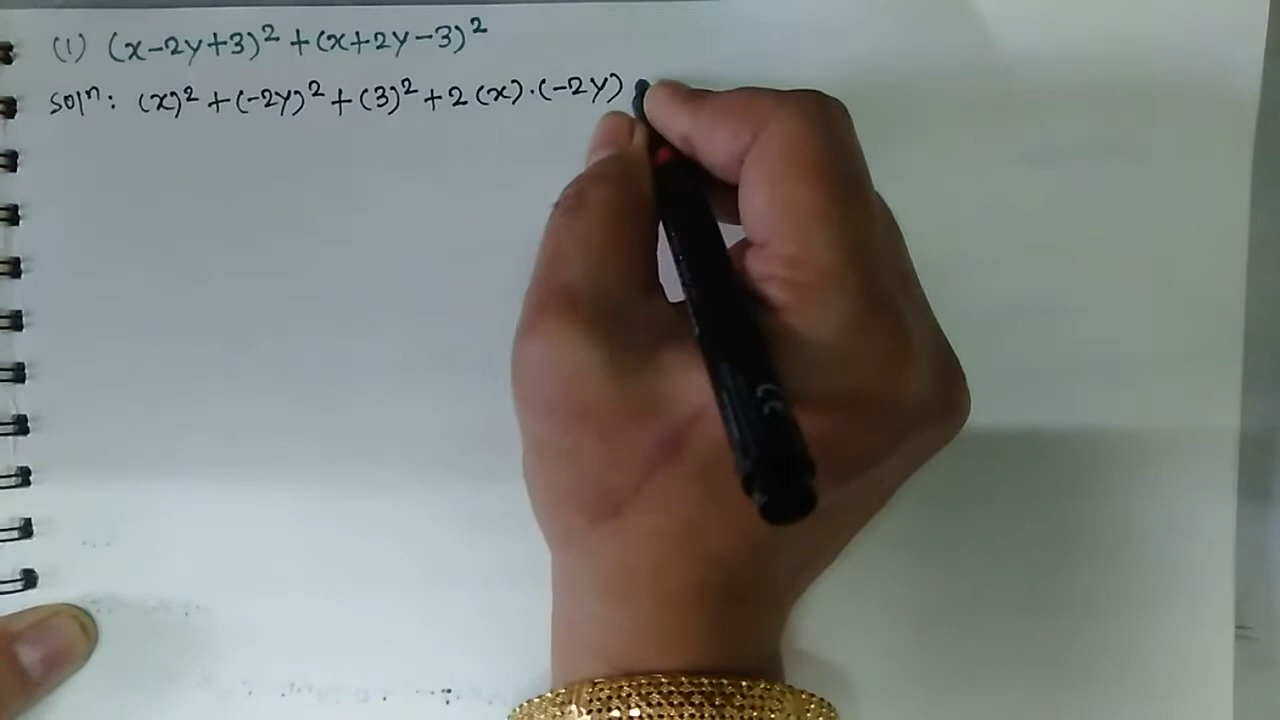 (1) (x-2y+3)² + (x+2y-3)²
Solⁿ: (x)² + (-2y)² + (3)² + 2(x)·(-2y)